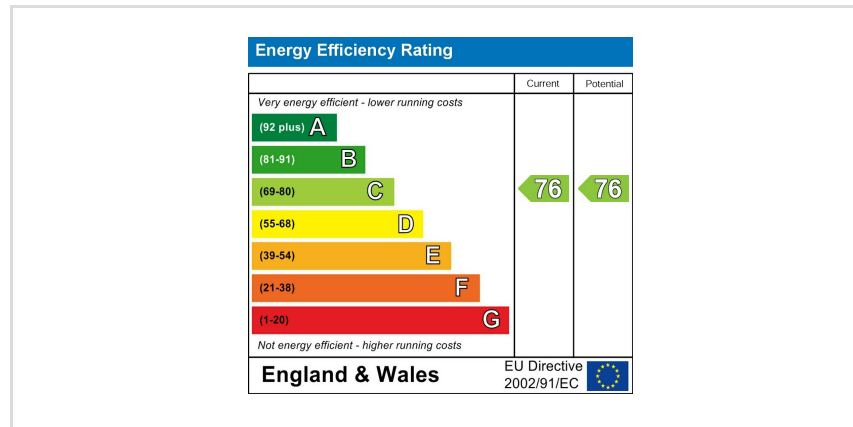 Energy Efficiency Rating
Current Potential
Very energy efficient - lower running costs
(92 plus) A
(81-91) B
(69-80) C 76 76
(55-68) D
(39-54) E
(21-38) F
(1-20) G
Not energy efficient - higher running costs
England & Wales
EU Directive
2002/91/EC